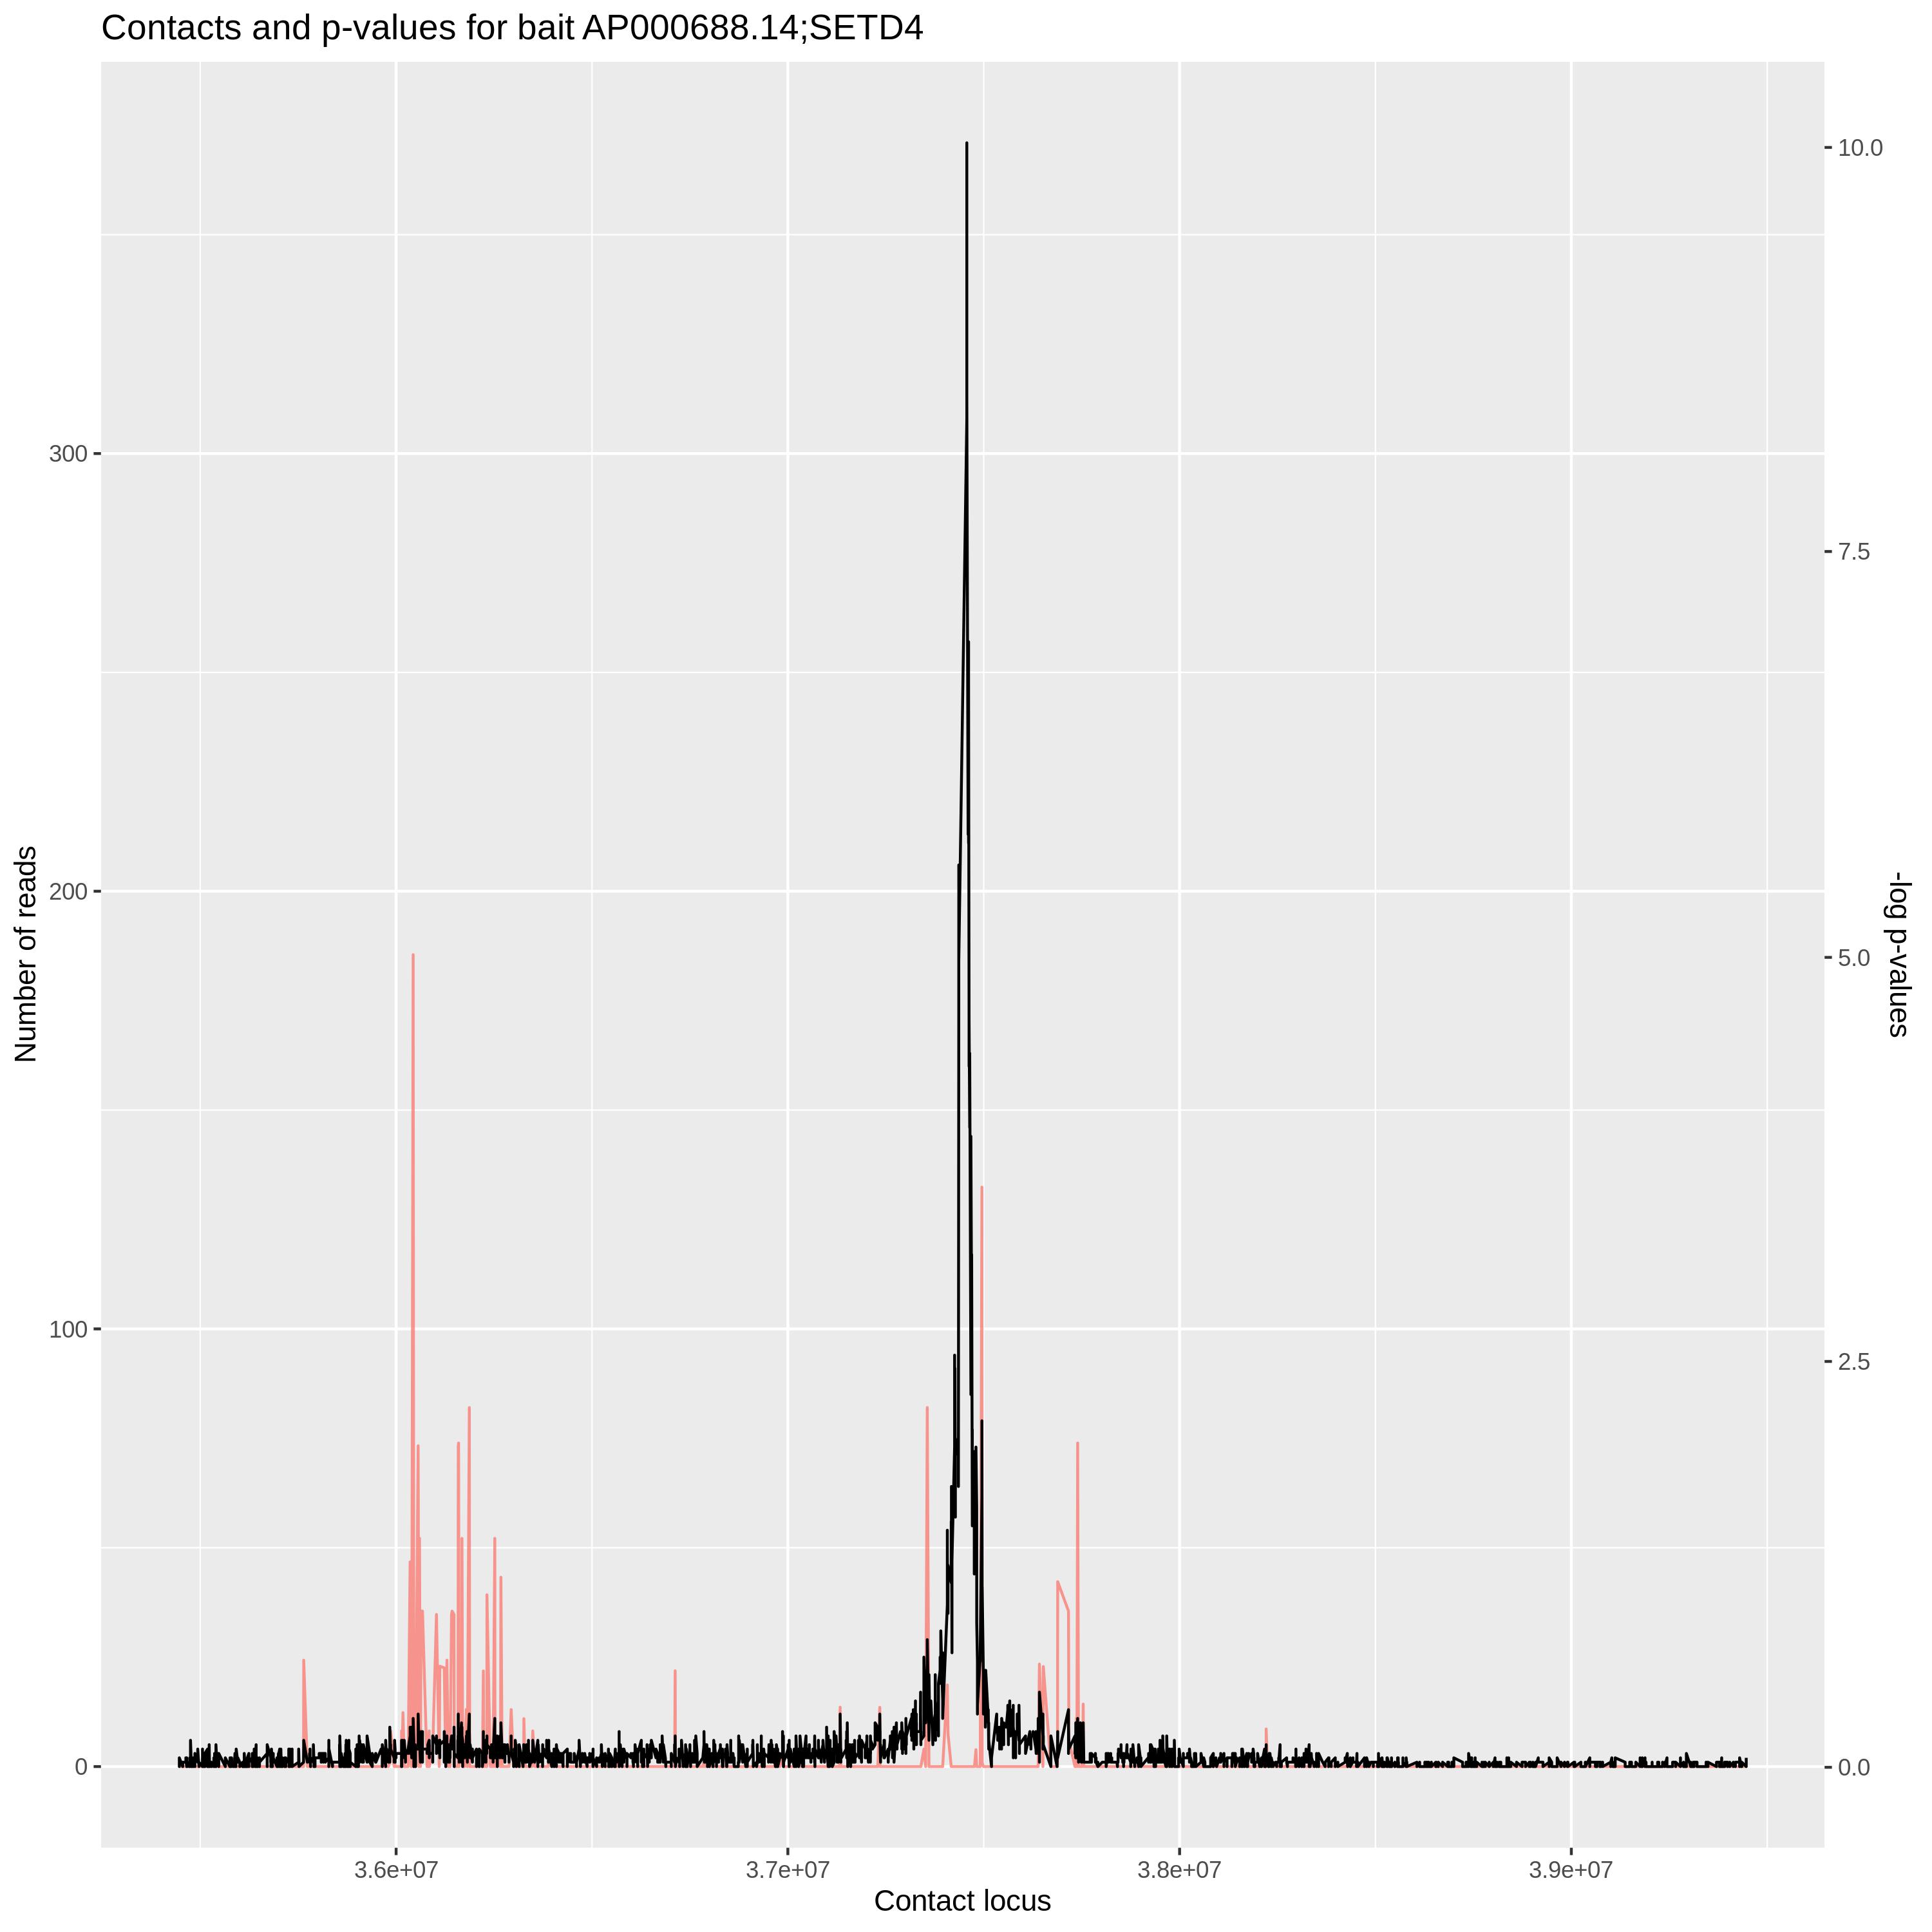 Contacts and p-values for bait AP000688.14;SETD4
Number of reads
300
200
100
0
10.0
7.5
5.0
2.5
0.0
-log p-values
3.6e+07
3.7e+07
3.8e+07
3.9e+07
Contact locus